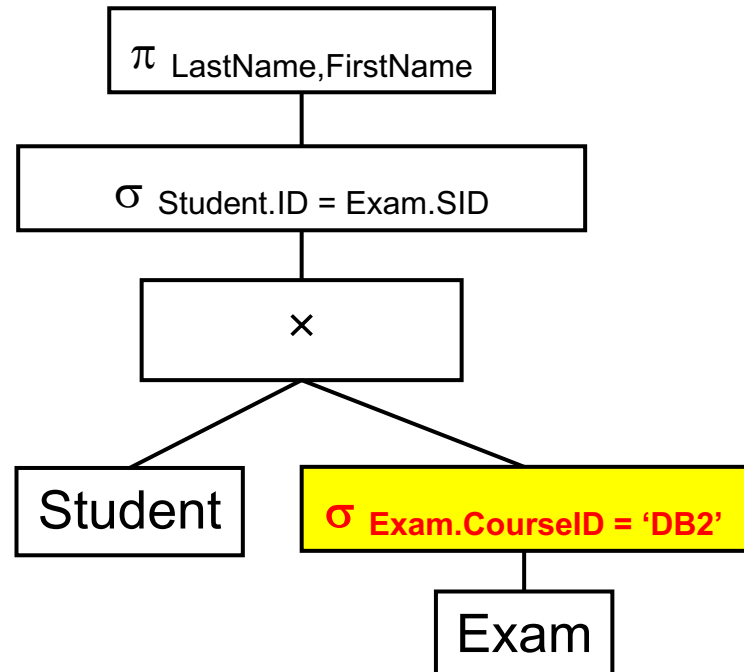 π LastName,FirstName
σ Student.ID = Exam.SID
×
Student
σ Exam.CourseID = ‘DB2’
Exam